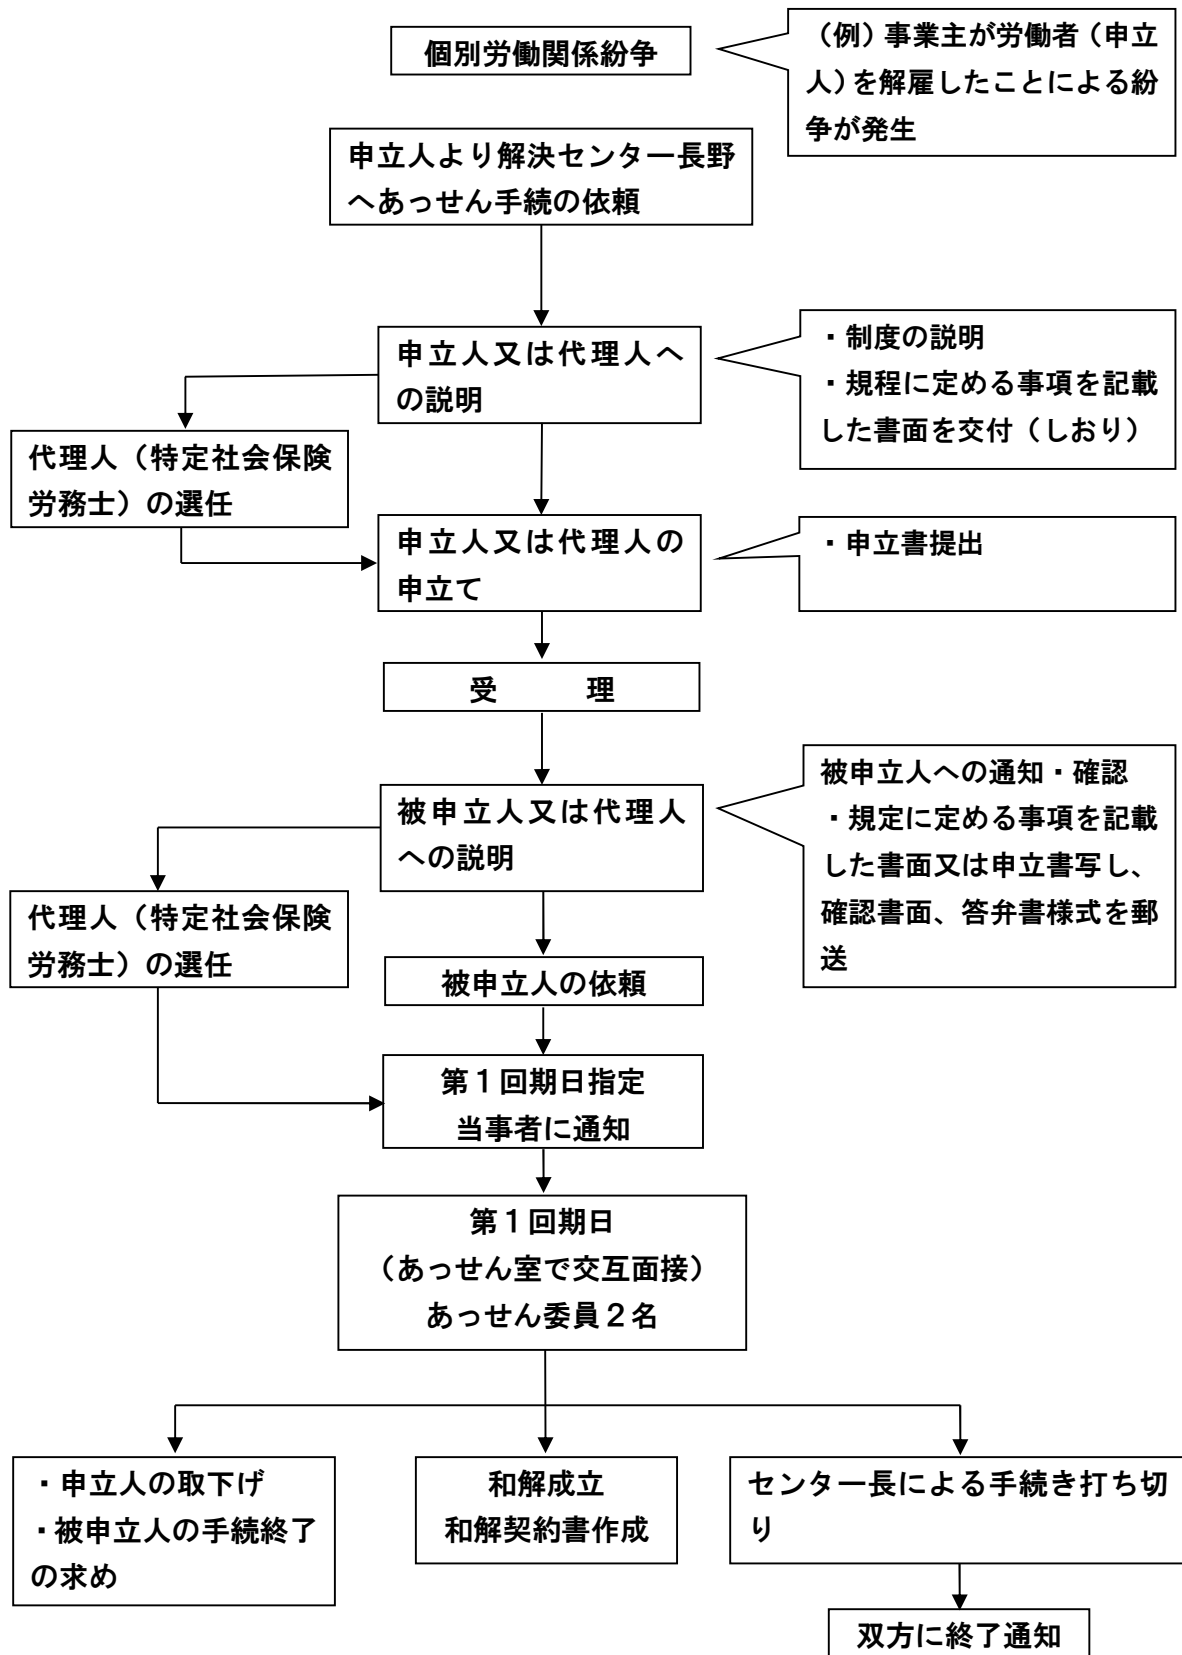 個別労働関係紛争
（例）事業主が労働者（申立
人）を解雇したことによる紛
争が発生
申立人より解決センター長野
へあっせん手続の依頼
申立人又は代理人へ
の説明
・制度の説明
・規程に定める事項を記載
した書面を交付（しおり）
代理人（特定社会保険
労務士）の選任
申立人又は代理人の
申立て
・申立書提出
受　　　理
被申立人又は代理人
への説明
被申立人への通知・確認
・規定に定める事項を記載
した書面又は申立書写し、
確認書面、答弁書様式を郵
送
代理人（特定社会保険
労務士）の選任
被申立人の依頼
第１回期日指定
当事者に通知
第１回期日
（あっせん室で交互面接）
あっせん委員２名
・申立人の取下げ
・被申立人の手続終了
の求め
和解成立
和解契約書作成
センター長による手続き打ち切
り
双方に終了通知